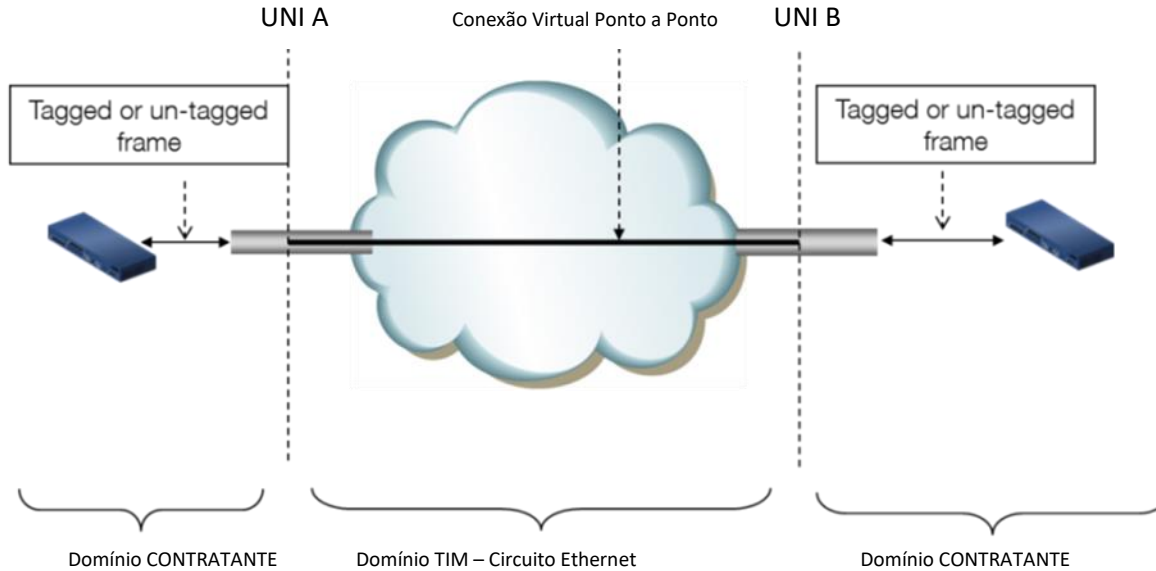 UNI A
Conexão Virtual Ponto a Ponto
UNI B
Tagged or un-tagged
frame
Tagged or un-tagged
frame
Domínio CONTRATANTE
Domínio TIM – Circuito Ethernet
Domínio CONTRATANTE